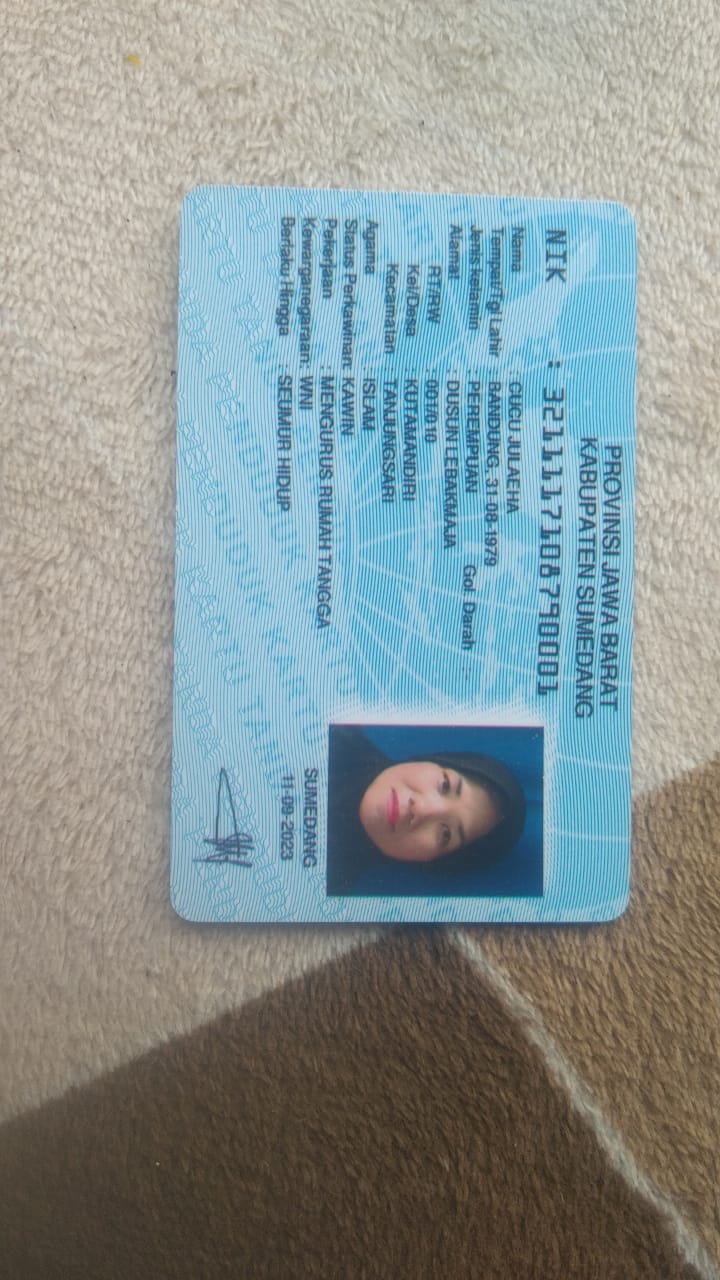 PROVINSI JAWA BARAT
KABUPATEN SUMEDANG
NIK : 3211117108790001
Nama : CUCU JULAEHA
Tempat/Tgl Lahir : BANDUNG, 31-08-1979
Jenis kelamin : PEREMPUAN Gol. Darah : -
Alamat : DUSUN LEBAKMAJA
RT/RW : 001/010
Kel/Desa : KUTAMANDIRI
Kecamatan : TANJUNGSARI
Agama : ISLAM
Status Perkawinan: KAWIN
Pekerjaan : MENGURUS RUMAH TANGGA
Kewarganegaraan: WNI
Berlaku Hingga : SEUMUR HIDUP
SUMEDANG
11-09-2023